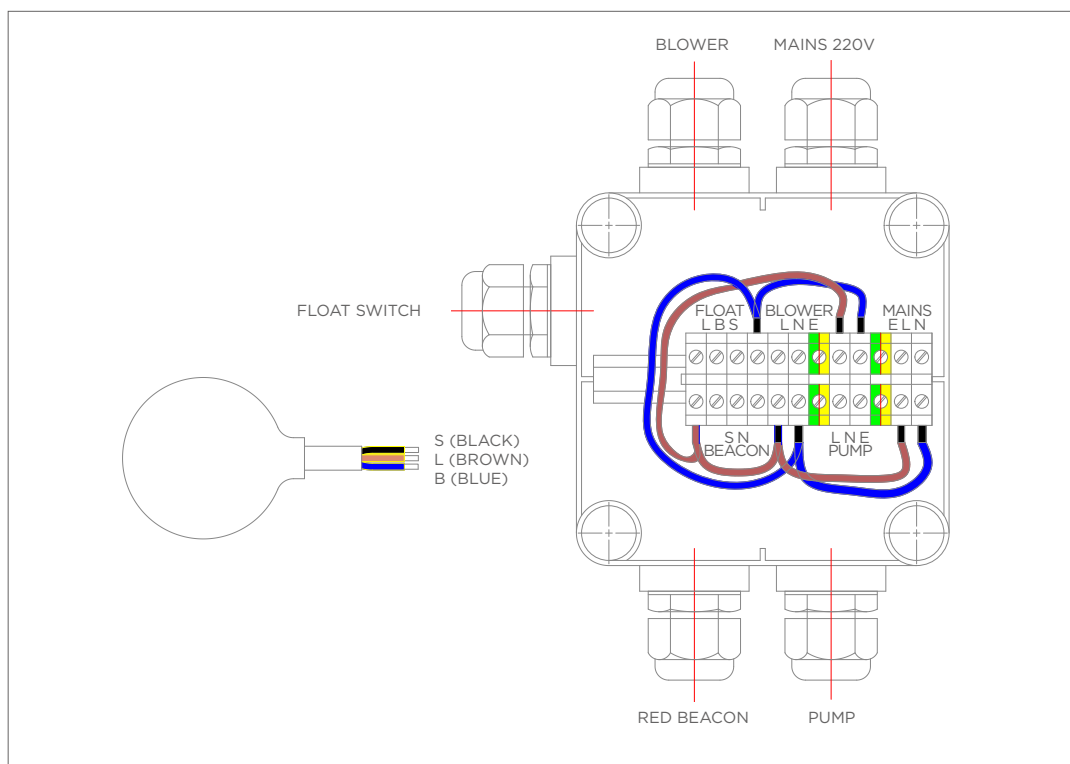 BLOWER
MAINS 220V
FLOAT SWITCH
FLOAT
BLOWER
MAINS
L B S
L N E
E L N
S N
L N E
BEACON
PUMP
S (BLACK)
L (BROWN)
B (BLUE)
RED BEACON
PUMP